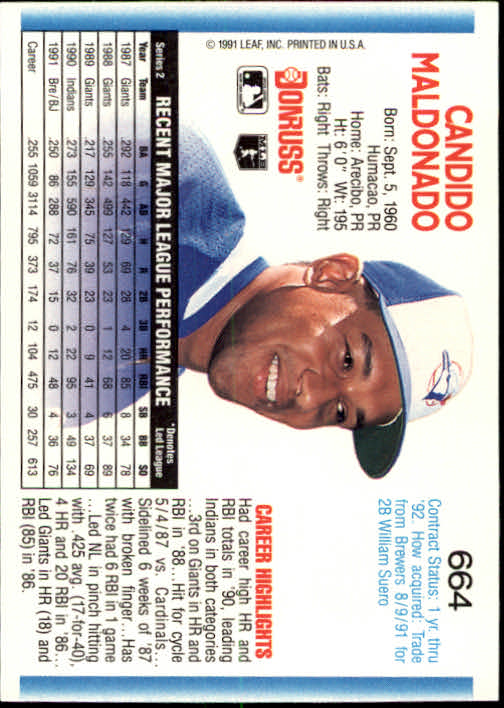 664
CANDIDO
MALDONADO
Born: Sept. 5, 1960
Humacao, PR
Home: Arecibo, PR
Ht: 6'0" Wt: 195
Bats: Right Throws: Right
DONRUSS®
MLB
© 1991 LEAF, INC. PRINTED IN U.S.A.
Contract Status: 1 yr. thru
'92. How acquired: Trade
from Brewers 8/9/91 for
2B William Suero
CAREER HIGHLIGHTS
Had career high HR and
RBI totals in '90, leading
Indians in both categories
...3rd on Giants in HR and
RBI in '88...Hit for cycle
5/4/87 vs. Cardinals...
Sidelined 6 weeks of '87
with broken finger...Has
twice had 6 RBI in 1 game
...Led NL in pinch hitting
with .425 avg. (17-for-40),
4 HR and 20 RBI in '86...
Led Giants in HR (18) and
RBI (85) in '86.
Series 2 RECENT MAJOR LEAGUE PERFORMANCE *Denotes
Led League
Year Team BA G AB H R 2B 3B HR RBI SB BB SO
1987 Giants .292 118 442 129 69 28 4 20 85 8 34 78
1988 Giants .255 142 499 127 53 23 1 12 68 6 37 89
1989 Giants .217 129 345 75 39 23 0 9 41 4 37 69
1990 Indians .273 155 590 161 76 32 2 22 95 3 49 134
1991 Bre/BJ .250 86 288 72 37 15 0 12 48 4 36 76
Career .255 1059 3114 795 373 174 12 104 475 30 257 613